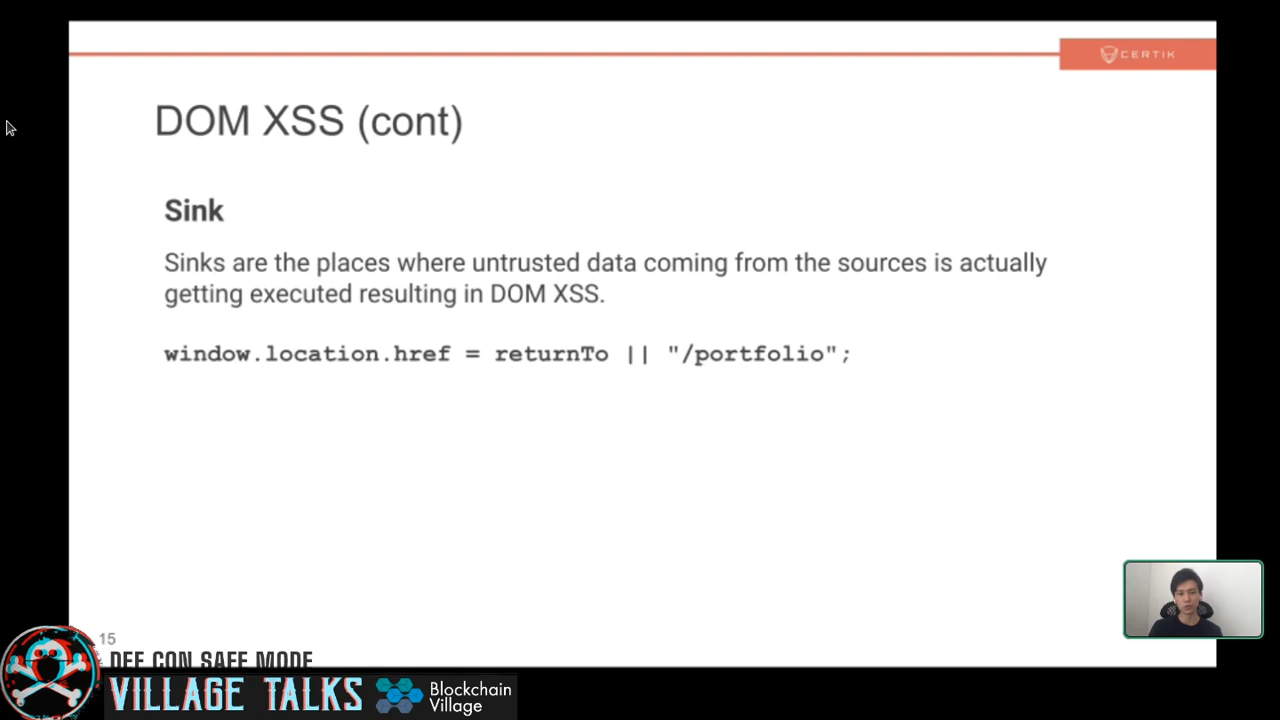 CERTIK
DOM XSS (cont)
Sink
Sinks are the places where untrusted data coming from the sources is actually
getting executed resulting in DOM XSS.
window.location.href = returnTo || "/portfolio";
15
DEF CON SAFE MODE
VILLAGE TALKS
Blockchain
Village